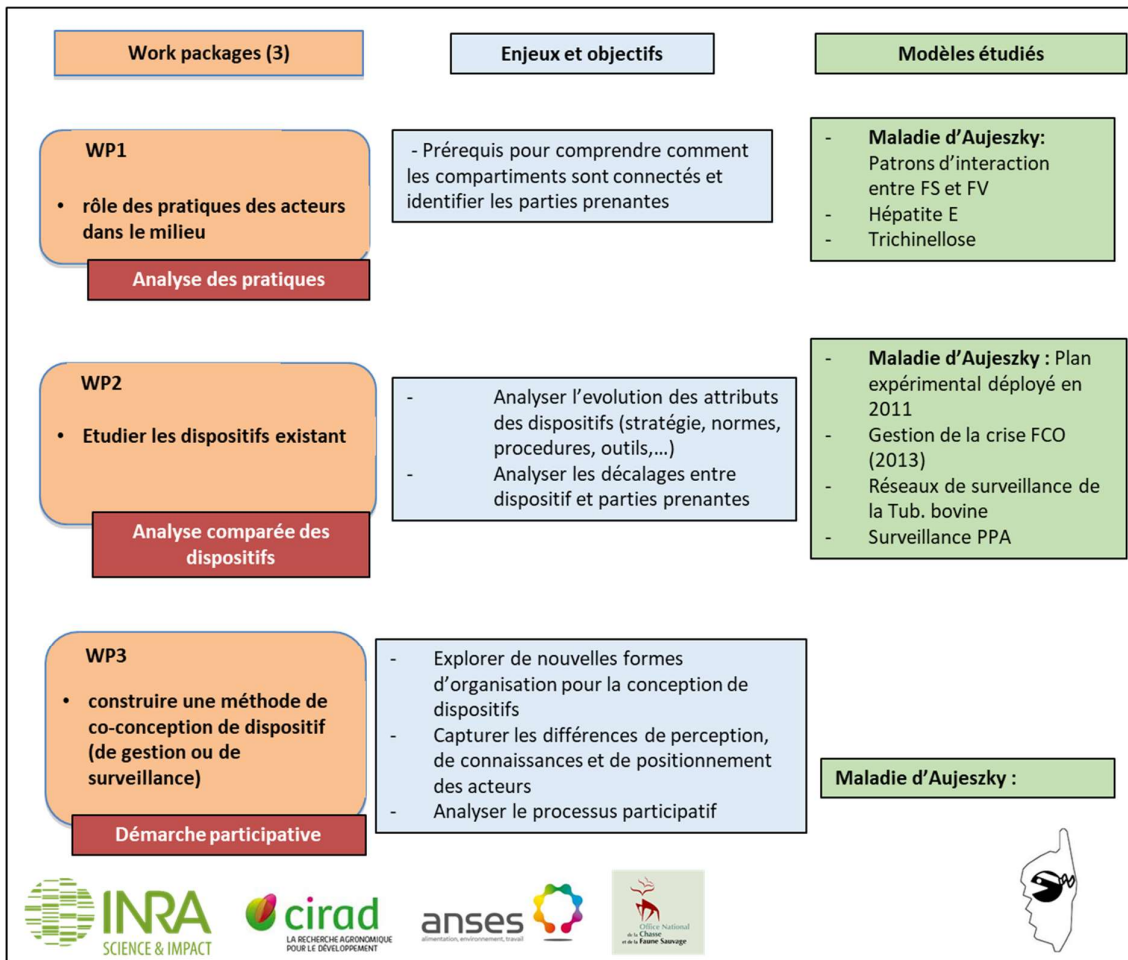 Work packages (3)
Enjeux et objectifs
Modèles étudiés
WP1
• rôle des pratiques des acteurs
dans le milieu
Analyse des pratiques
- Prérequis pour comprendre comment
les compartiments sont connectés et
identifier les parties prenantes
- Maladie d’Aujeszky:
Patrons d’interaction
entre FS et FV
- Hépatite E
- Trichinellose
WP2
• Etudier les dispositifs existant
Analyse comparée des
dispositifs
- Analyser l’evolution des attributs
des dispositifs (stratégie, normes,
procedures, outils,…)
- Analyser les décalages entre
dispositif et parties prenantes
- Maladie d’Aujeszky : Plan
expérimental déployé en
2011
- Gestion de la crise FCO
(2013)
- Réseaux de surveillance de
la Tub. bovine
- Surveillance PPA
WP3
• construire une méthode de
co-conception de dispositif
(de gestion ou de
surveillance)
Démarche participative
- Explorer de nouvelles formes
d’organisation pour la conception de
dispositifs
- Capturer les différences de perception,
de connaissances et de positionnement
des acteurs
- Analyser le processus participatif
Maladie d’Aujeszky :
INRA
SCIENCE & IMPACT
cirad
LA RECHERCHE AGRONOMIQUE
POUR LE DÉVELOPPEMENT
anses
alimentation, environnement, travail
Office National
de la Chasse
et de la Faune Sauvage